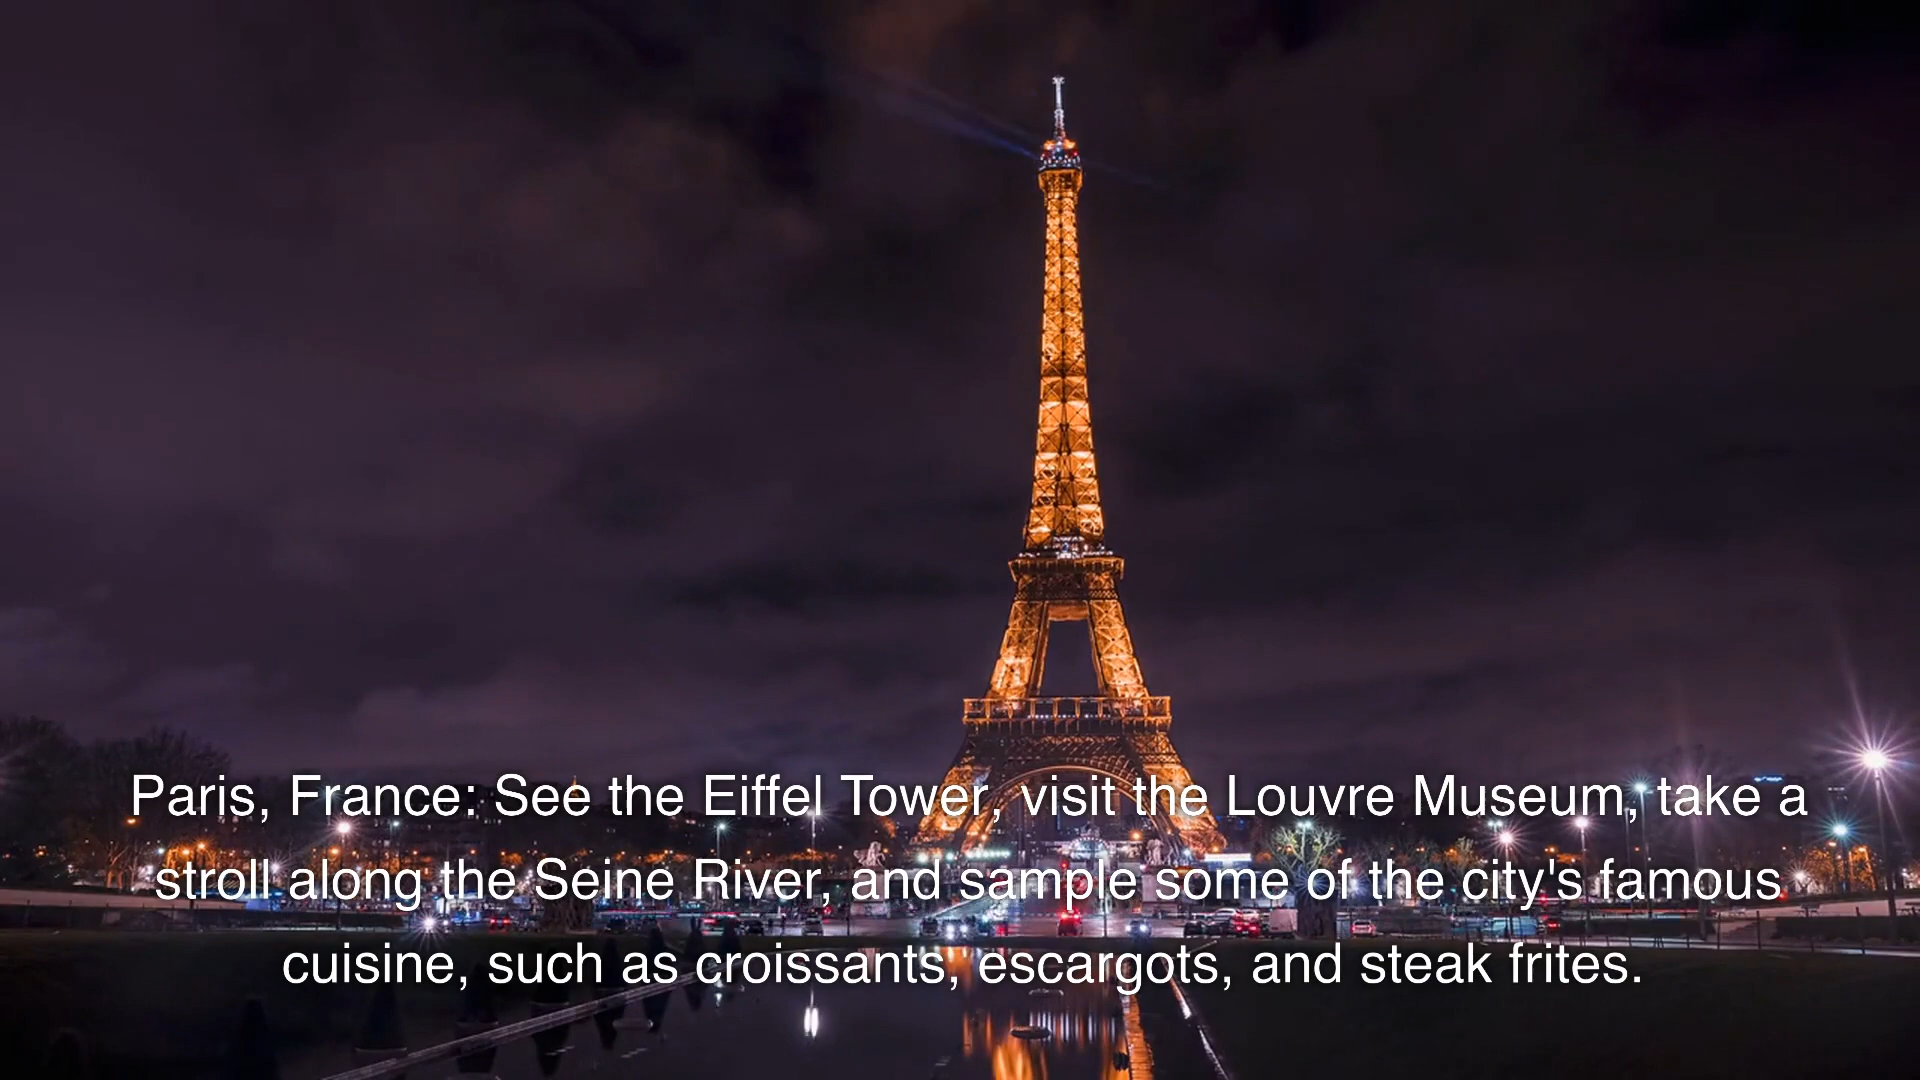 Paris, France: See the Eiffel Tower, visit the Louvre Museum, take a
stroll along the Seine River, and sample some of the city's famous
cuisine, such as croissants, escargots, and steak frites.